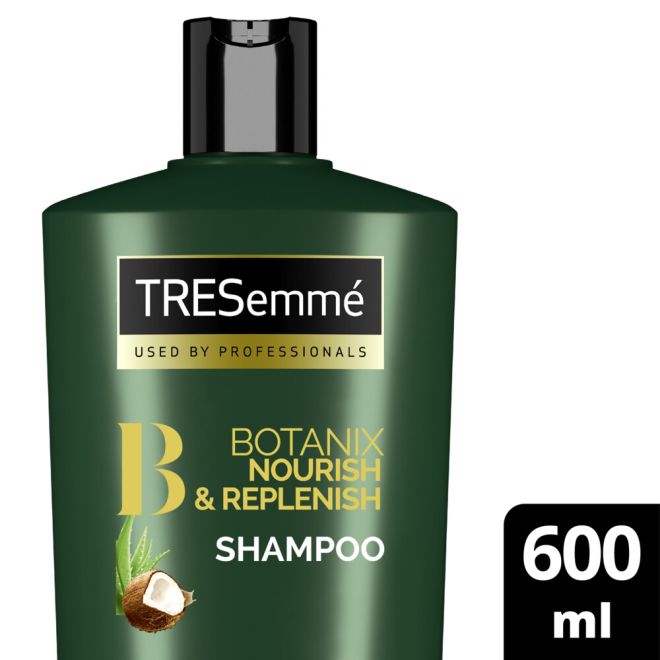 TRESemmé
USED BY PROFESSIONALS
B
BOTANIX
NOURISH
& REPLENISH
SHAMPOO
600
ml